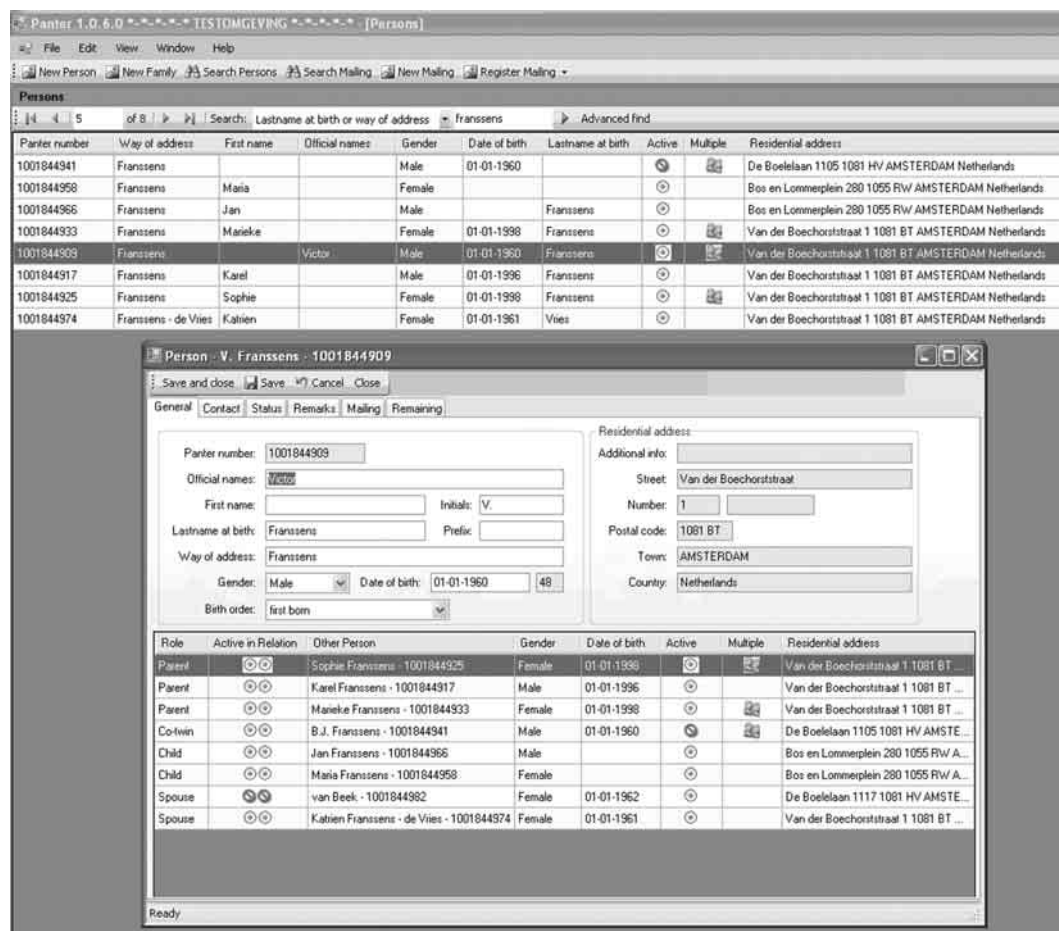 Panter 1.0.6.0 *-*-*-*-* TESTOMGEVING *-*-*-*-* - [Persons]
File Edit View Window Help
New Person New Family Search Persons Search Mailing New Mailing Register Mailing
Persons
5 of 8 Search: Lastname at birth or way of address franssens Advanced find
Panter number Way of address First name Official names Gender Date of birth Lastname at birth Active Multiple Residential address
1001844941 Franssens Male 01-01-1960 De Boelelaan 1105 1081 HV AMSTERDAM Netherlands
1001844958 Franssens Maria Female Bos en Lommerplein 280 1055 RW AMSTERDAM Netherlands
1001844966 Franssens Jan Male Franssens Bos en Lommerplein 280 1055 RW AMSTERDAM Netherlands
1001844933 Franssens Marieke Female 01-01-1998 Franssens Van der Boechorststraat 1 1081 BT AMSTERDAM Netherlands
1001844909 Franssens Victor Male 01-01-1960 Franssens Van der Boechorststraat 1 1081 BT AMSTERDAM Netherlands
1001844917 Franssens Karel Male 01-01-1996 Franssens Van der Boechorststraat 1 1081 BT AMSTERDAM Netherlands
1001844925 Franssens Sophie Female 01-01-1998 Franssens Van der Boechorststraat 1 1081 BT AMSTERDAM Netherlands
1001844974 Franssens - de Vries Katrien Female 01-01-1961 Vries Van der Boechorststraat 1 1081 BT AMSTERDAM Netherlands
Person - V. Franssens - 1001844909
Save and close Save Cancel Close
General Contact Status Remarks Mailing Remaining
Panter number: 1001844909
Official names: Victor
First name: Initials: V.
Lastname at birth: Franssens Prefix:
Way of address: Franssens
Gender: Male Date of birth: 01-01-1960 48
Birth order: first born
Residential address
Additional info:
Street: Van der Boechorststraat
Number: 1
Postal code: 1081 BT
Town: AMSTERDAM
Country: Netherlands
Role Active in Relation Other Person Gender Date of birth Active Multiple Residential address
Parent Sophie Franssens - 1001844925 Female 01-01-1998 Van der Boechorststraat 1 1081 BT ...
Parent Karel Franssens - 1001844917 Male 01-01-1996 Van der Boechorststraat 1 1081 BT ...
Parent Marieke Franssens - 1001844933 Female 01-01-1998 Van der Boechorststraat 1 1081 BT ...
Co-twin B.J. Franssens - 1001844941 Male 01-01-1960 De Boelelaan 1105 1081 HV AMSTE...
Child Jan Franssens - 1001844966 Male Bos en Lommerplein 280 1055 RW A...
Child Maria Franssens - 1001844958 Female Bos en Lommerplein 280 1055 RW A...
Spouse van Beek - 1001844982 Female 01-01-1962 De Boelelaan 1117 1081 HV AMSTE...
Spouse Katrien Franssens - de Vries - 1001844974 Female 01-01-1961 Van der Boechorststraat 1 1081 BT ...
Ready